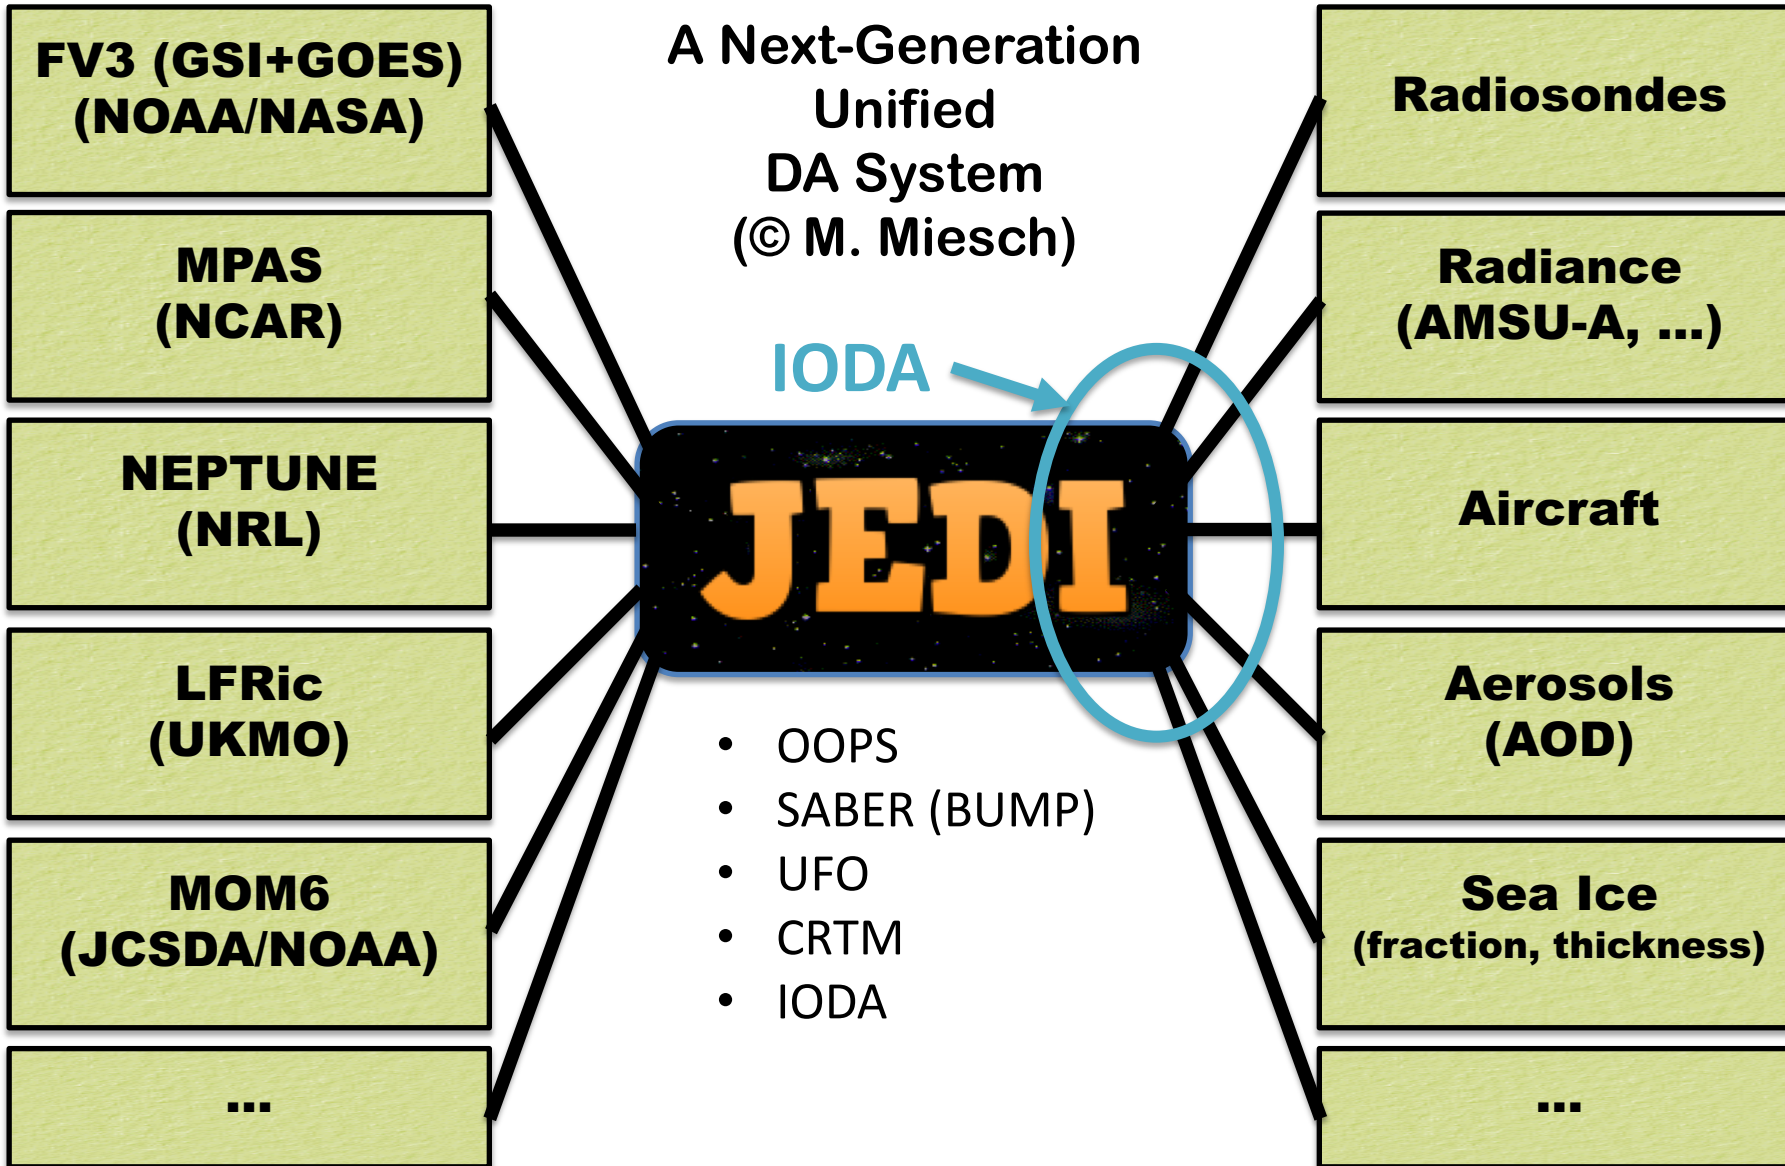 FV3 (GSI+GOES)
(NOAA/NASA)
MPAS
(NCAR)
NEPTUNE
(NRL)
LFRic
(UKMO)
MOM6
(JCSDA/NOAA)
...
A Next-Generation
Unified
DA System
(© M. Miesch)
IODA
JEDI
• OOPS
• SABER (BUMP)
• UFO
• CRTM
• IODA
Radiosondes
Radiance
(AMSU-A, ...)
Aircraft
Aerosols
(AOD)
Sea Ice
(fraction, thickness)
...